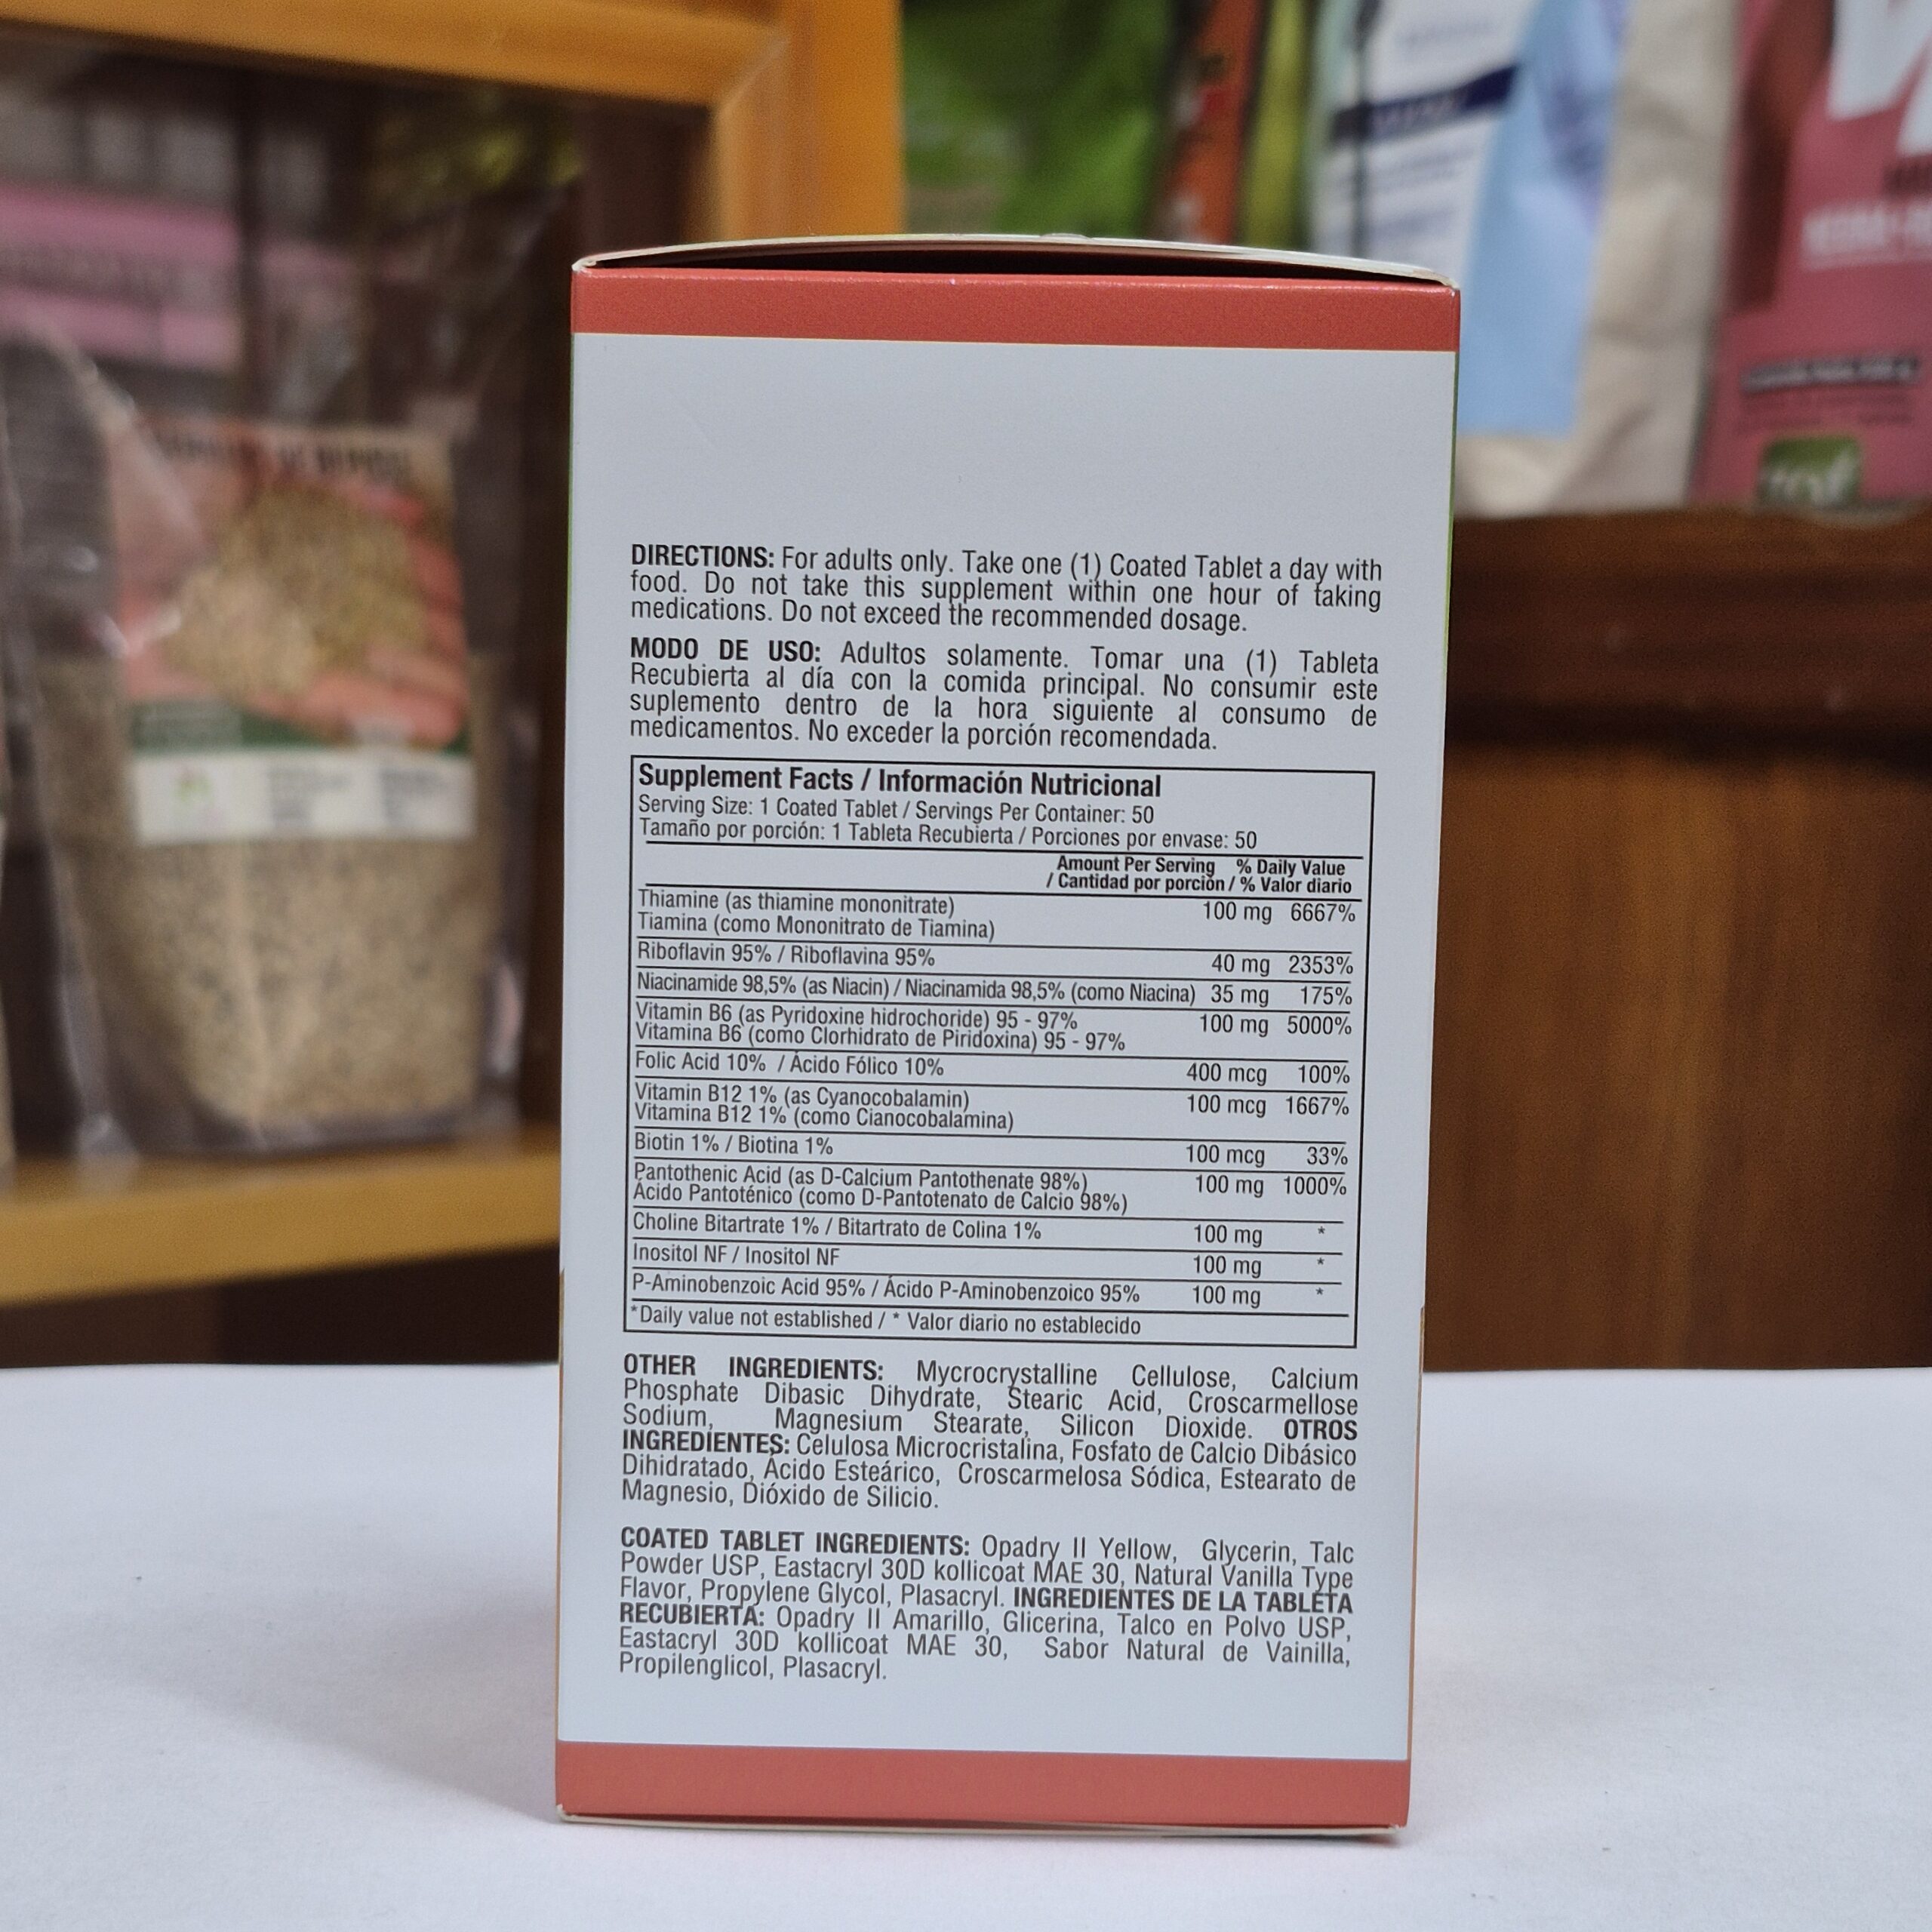 DIRECTIONS: For adults only. Take one (1) Coated Tablet a day with
food. Do not take this supplement within one hour of taking
medications. Do not exceed the recommended dosage.
MODO DE USO: Adultos solamente. Tomar una (1) Tableta
Recubierta al día con la comida principal. No consumir este
suplemento dentro de la hora siguiente al consumo de
medicamentos. No exceder la porción recomendada.
Supplement Facts / Información Nutricional
Serving Size: 1 Coated Tablet / Servings Per Container: 50
Tamaño por porción: 1 Tableta Recubierta / Porciones por envase: 50
Amount Per Serving % Daily Value
/ Cantidad por porción / % Valor diario
Thiamine (as thiamine mononitrate) 100 mg 6667%
Tiamina (como Mononitrato de Tiamina)
Riboflavin 95% / Riboflavina 95% 40 mg 2353%
Niacinamide 98,5% (as Niacin) / Niacinamida 98,5% (como Niacina) 35 mg 175%
Vitamin B6 (as Pyridoxine hidrochoride) 95 - 97% 100 mg 5000%
Vitamina B6 (como Clorhidrato de Piridoxina) 95 - 97%
Folic Acid 10% / Ácido Fólico 10% 400 mcg 100%
Vitamin B12 1% (as Cyanocobalamin) 100 mcg 1667%
Vitamina B12 1% (como Cianocobalamina)
Biotin 1% / Biotina 1% 100 mcg 33%
Pantothenic Acid (as D-Calcium Pantothenate 98%) 100 mg 1000%
Ácido Pantoténico (como D-Pantotenato de Calcio 98%)
Choline Bitartrate 1% / Bitartrato de Colina 1% 100 mg *
Inositol NF / Inositol NF 100 mg *
P-Aminobenzoic Acid 95% / Ácido P-Aminobenzoico 95% 100 mg *
*Daily value not established / * Valor diario no establecido
OTHER INGREDIENTS: Mycrocrystalline Cellulose, Calcium
Phosphate Dibasic Dihydrate, Stearic Acid, Croscarmellose
Sodium, Magnesium Stearate, Silicon Dioxide. OTROS
INGREDIENTES: Celulosa Microcristalina, Fosfato de Calcio Dibásico
Dihidratado, Ácido Esteárico, Croscarmelosa Sódica, Estearato de
Magnesio, Dióxido de Silicio.
COATED TABLET INGREDIENTS: Opadry II Yellow, Glycerin, Talc
Powder USP, Eastacryl 30D kollicoat MAE 30, Natural Vanilla Type
Flavor, Propylene Glycol, Plasacryl. INGREDIENTES DE LA TABLETA
RECUBIERTA: Opadry II Amarillo, Glicerina, Talco en Polvo USP,
Eastacryl 30D kollicoat MAE 30, Sabor Natural de Vainilla,
Propilenglicol, Plasacryl.